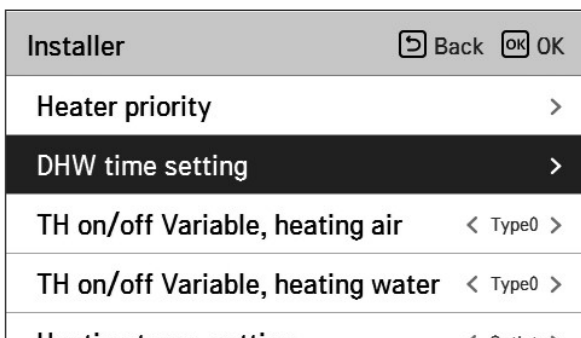 Installer Back OK OK
Heater priority >
DHW time setting >
TH on/off Variable, heating air < Type0 >
TH on/off Variable, heating water < Type0 >